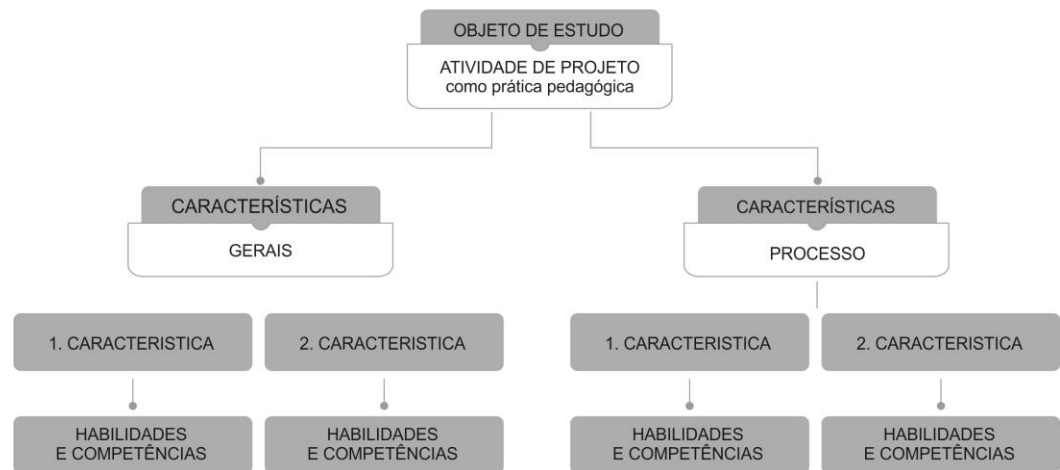 OBJETO DE ESTUDO
ATIVIDADE DE PROJETO
como prática pedagógica
CARACTERÍSTICAS
GERAIS
CARACTERÍSTICAS
PROCESSO
1. CARACTERISTICA
2. CARACTERISTICA
1. CARACTERISTICA
2. CARACTERISTICA
HABILIDADES
E COMPETÊNCIAS
HABILIDADES
E COMPETÊNCIAS
HABILIDADES
E COMPETÊNCIAS
HABILIDADES
E COMPETÊNCIAS